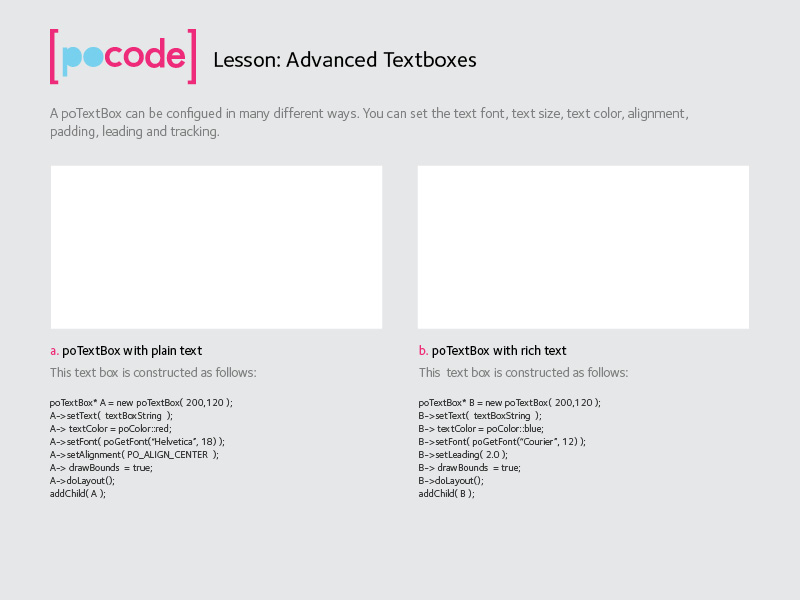 [pocode] Lesson: Advanced Textboxes
A poTextBox can be configued in many different ways. You can set the text font, text size, text color, alignment,
padding, leading and tracking.
a. poTextBox with plain text
This text box is constructed as follows:
poTextBox* A = new poTextBox( 200,120 );
A->setText(  textBoxString  );
A-> textColor = poColor::red;
A->setFont( poGetFont("Helvetica", 18) );
A->setAlignment( PO_ALIGN_CENTER  );
A-> drawBounds  = true;
A->doLayout();
addChild( A );
b. poTextBox with rich text
This  text box is constructed as follows:
poTextBox* B = new poTextBox( 200,120 );
B->setText(  textBoxString  );
B-> textColor = poColor::blue;
B->setFont( poGetFont("Courier", 12) );
B->setLeading( 2.0 );
B-> drawBounds  = true;
B->doLayout();
addChild( B );